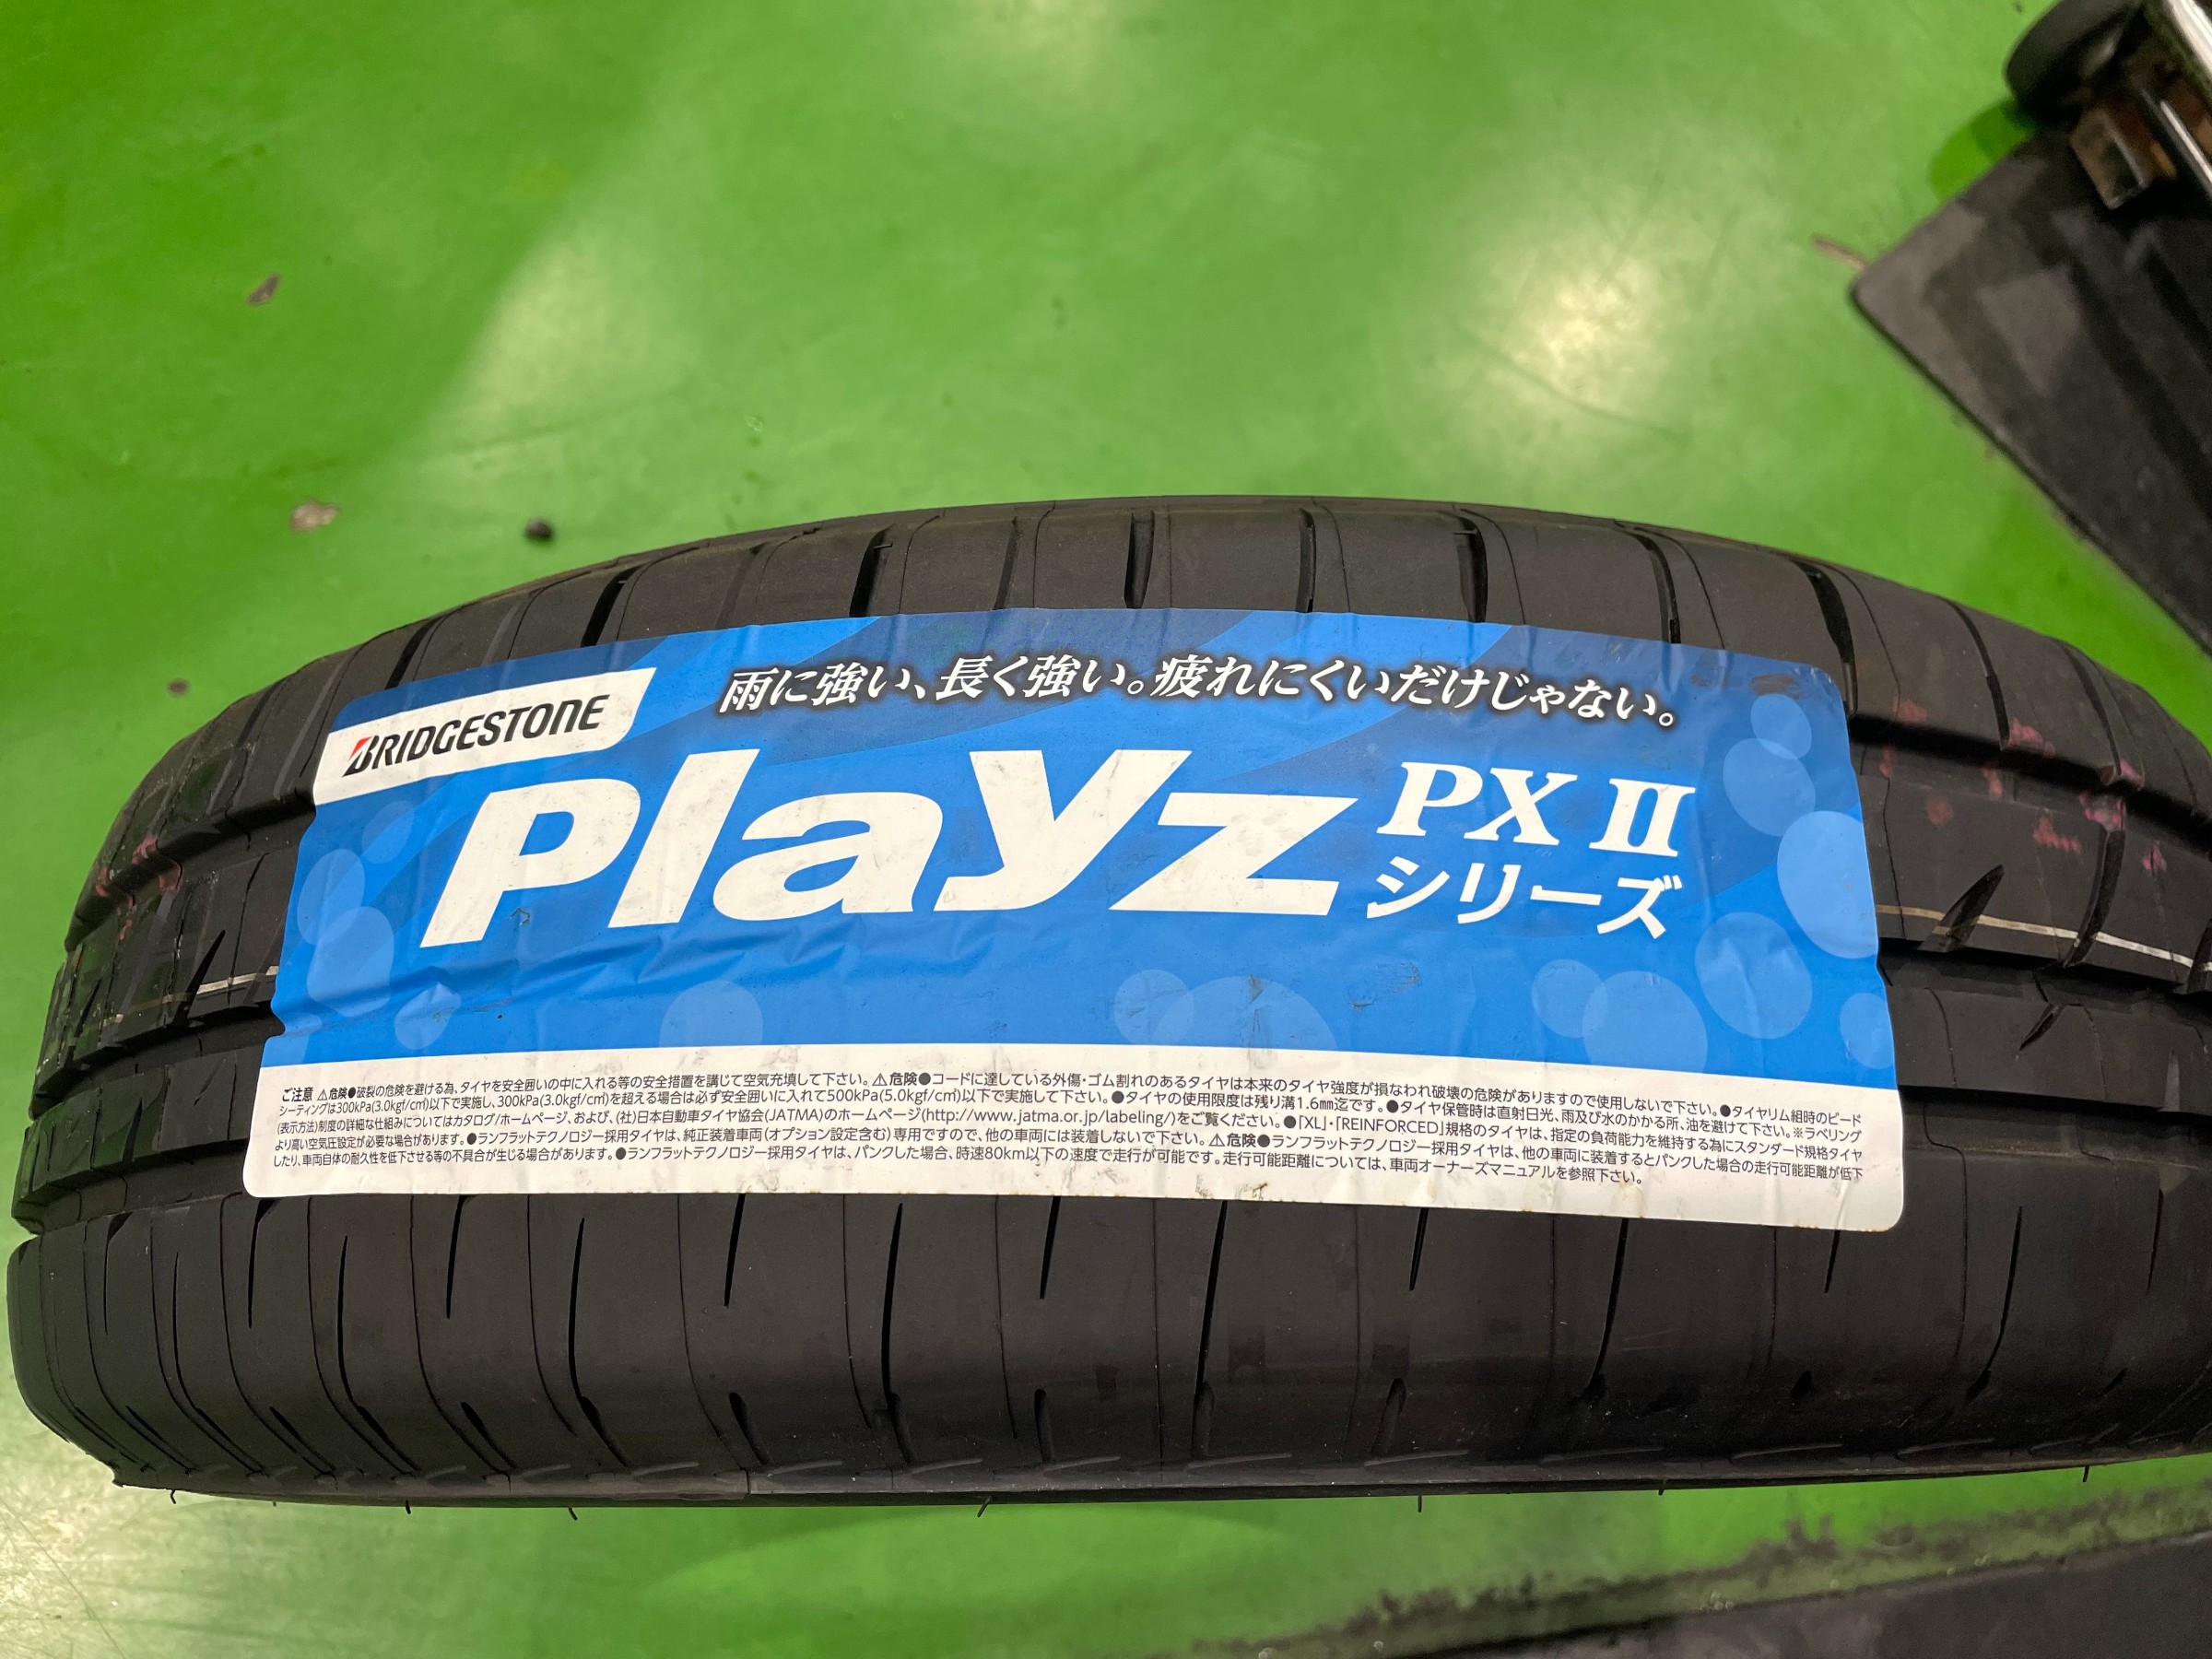 BRIDGESTONE
雨に強い、長く強い。疲れにくいだけじゃない。
Playz PX II
シリーズ
ご注意 ⚠危険●破裂の危険を避ける為、タイヤを安全囲いの中に入れる等の安全措置を講じて空気充填して下さい。⚠危険●コードに達している外傷・ゴム割れのあるタイヤは本来のタイヤ強度が損なわれ破壊の危険がありますので使用しないで下さい。●タイヤリム組時のビード
シーティングは300kPa(3.0kgf/c㎡)以下で実施し、300kPa(3.0kgf/c㎡)を超える場合は必ず安全囲いに入れて500kPa(5.0kgf/c㎡)以下で実施して下さい。●タイヤの使用限度は残り溝1.6㎜迄です。●タイヤ保管時は直射日光、雨及び水のかかる所、油を避けて下さい。※ラベリング
(表示方法)制度の詳細な仕組みについてはカタログ/ホームページ、および、(社)日本自動車タイヤ協会(JATMA)のホームページ(http://www.jatma.or.jp/labeling/)をご覧ください。●「XL」・「REINFORCED」規格のタイヤは、指定の負荷能力を維持する為にスタンダード規格タイヤ
より高い空気圧設定が必要な場合があります。●ランフラットテクノロジー採用タイヤは、純正装着車両(オプション設定含む)専用ですので、他の車両には装着しないで下さい。⚠危険●ランフラットテクノロジー採用タイヤは、他の車両に装着するとパンクした場合の走行可能距離が低下
したり、車両自体の耐久性を低下させる等の不具合が生じる場合があります。●ランフラットテクノロジー採用タイヤは、パンクした場合、時速80km以下の速度で走行が可能です。走行可能距離については、車両オーナーズマニュアルを参照下さい。